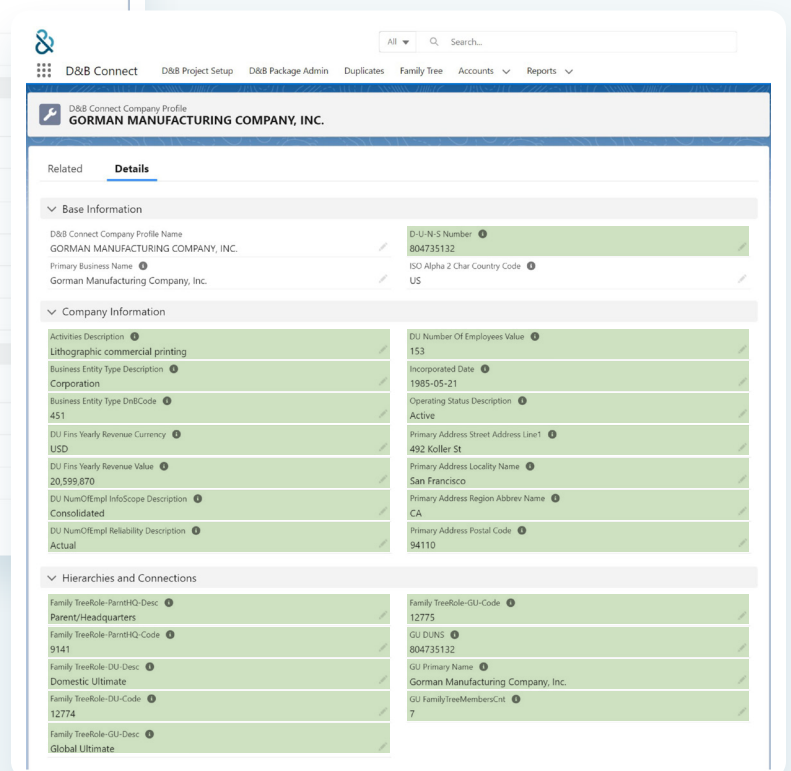 All
Search...
D&B Connect
D&B Project Setup
D&B Package Admin
Duplicates
Family Tree
Accounts
Reports
D&B Connect Company Profile
GORMAN MANUFACTURING COMPANY, INC.
Related
Details
Base Information
D&B Connect Company Profile Name
GORMAN MANUFACTURING COMPANY, INC.
D-U-N-S Number
804735132
Primary Business Name
Gorman Manufacturing Company, Inc.
ISO Alpha 2 Char Country Code
US
Company Information
Activities Description
Lithographic commercial printing
DU Number Of Employees Value
153
Business Entity Type Description
Corporation
Incorporated Date
1985-05-21
Business Entity Type DnBCode
451
Operating Status Description
Active
DU Fins Yearly Revenue Currency
USD
Primary Address Street Address Line1
492 Koller St
DU Fins Yearly Revenue Value
20,599,870
Primary Address Locality Name
San Francisco
DU NumOfEmpl InfoScope Description
Consolidated
Primary Address Region Abbrev Name
CA
DU NumOfEmpl Reliability Description
Actual
Primary Address Postal Code
94110
Hierarchies and Connections
Family TreeRole-ParntHQ-Desc
Parent/Headquarters
Family TreeRole-GU-Code
12775
Family TreeRole-ParntHQ-Code
9141
GU DUNS
804735132
Family TreeRole-DU-Desc
Domestic Ultimate
GU Primary Name
Gorman Manufacturing Company, Inc.
Family TreeRole-DU-Code
12774
GU FamilyTreeMembersCnt
7
Family TreeRole-GU-Desc
Global Ultimate